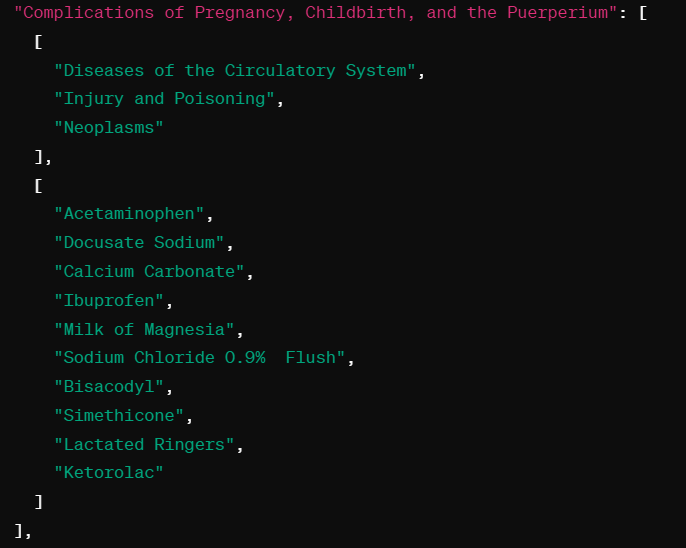 "Complications of Pregnancy, Childbirth, and the Puerperium": [
[
"Diseases of the Circulatory System",
"Injury and Poisoning",
"Neoplasms"
],
[
"Acetaminophen",
"Docusate Sodium",
"Calcium Carbonate",
"Ibuprofen",
"Milk of Magnesia",
"Sodium Chloride 0.9%  Flush",
"Bisacodyl",
"Simethicone",
"Lactated Ringers",
"Ketorolac"
]
],